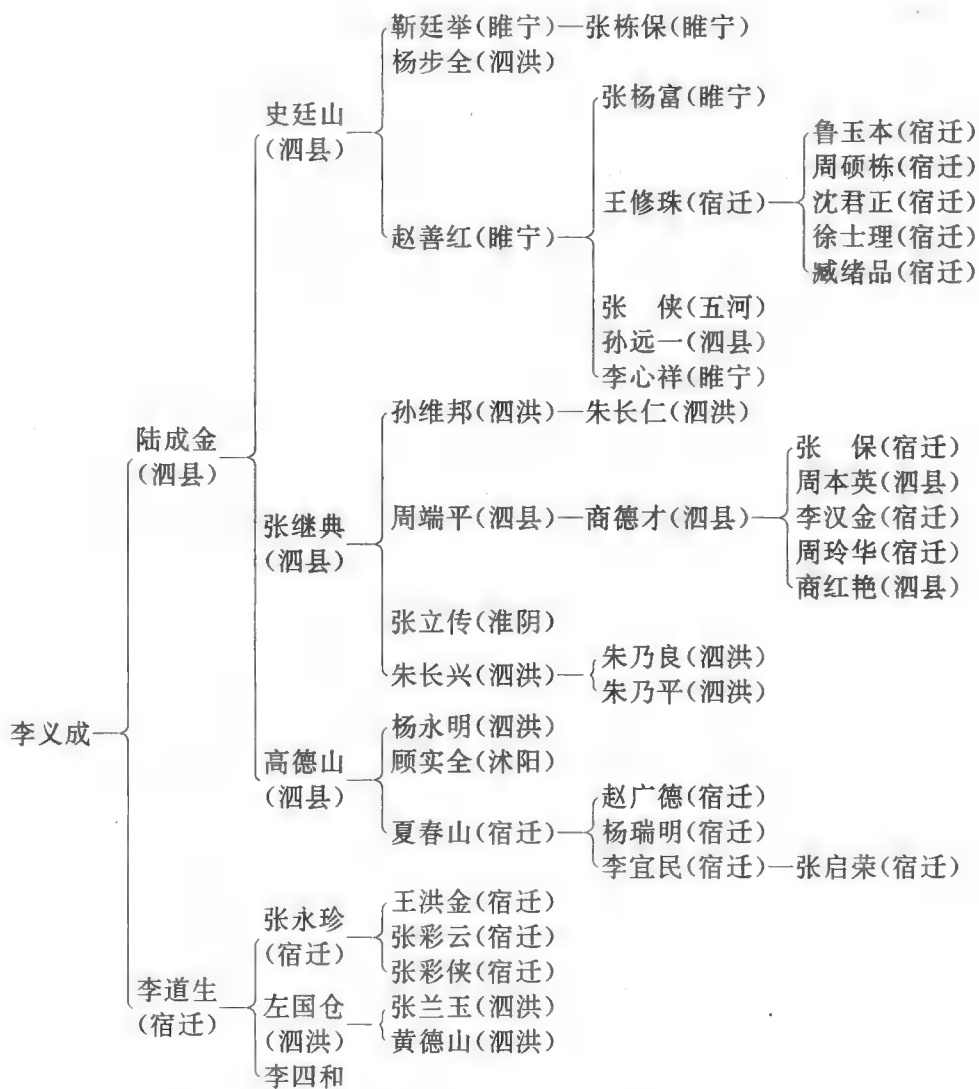 靳廷举(睢宁)—张栋保(睢宁)
杨步全(泗洪)
张杨富(睢宁)
史廷山
(泗县)
鲁玉本(宿迁)
周硕栋(宿迁)
王修珠(宿迁)
沈君正(宿迁)
赵善红(睢宁)
徐士理(宿迁)
臧绪品(宿迁)
张 侠(五河)
孙远一(泗县)
李心祥(睢宁)
孙维邦(泗洪)—朱长仁(泗洪)
陆成金
(泗县)
张 保(宿迁)
周本英(泗县)
张继典
(泗县)
周端平(泗县)—商德才(泗县)
李汉金(宿迁)
周玲华(宿迁)
商红艳(泗县)
张立传(淮阴)
朱长兴(泗洪)
朱乃良(泗洪)
朱乃平(泗洪)
李义成
杨永明(泗洪)
高德山
(泗县)
顾实全(沭阳)
赵广德(宿迁)
夏春山(宿迁)
杨瑞明(宿迁)
李宜民(宿迁)—张启荣(宿迁)
王洪金(宿迁)
张永珍
(宿迁)
张彩云(宿迁)
张彩侠(宿迁)
李道生
(宿迁)
左国仓
(泗洪)
张兰玉(泗洪)
黄德山(泗洪)
李四和